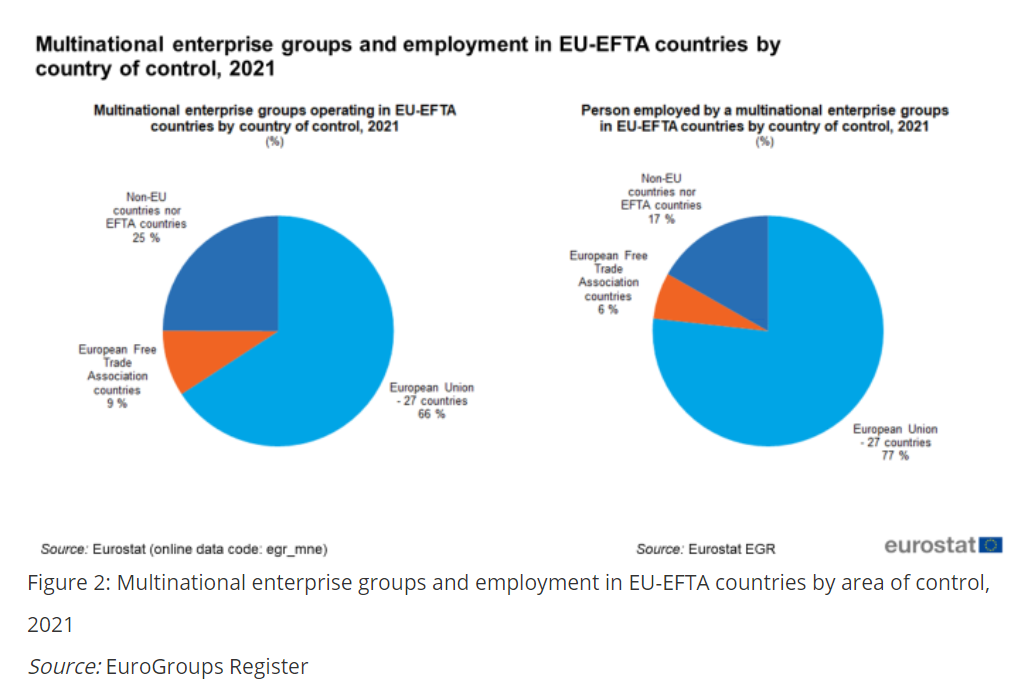 Multinational enterprise groups and employment in EU-EFTA countries by
country of control, 2021
Multinational enterprise groups operating in EU-EFTA
countries by country of control, 2021
(%)
Non-EU
countries nor
EFTA countries
25 %
European Free
Trade
Association
countries
9 %
European Union
- 27 countries
66 %
Person employed by a multinational enterprise groups
in EU-EFTA countries by country of control, 2021
(%)
Non-EU
countries nor
EFTA countries
17 %
European Free
Trade
Association
countries
6 %
European Union
- 27 countries
77 %
Source: Eurostat (online data code: egr_mne)
Source: Eurostat EGR
eurostat
Figure 2: Multinational enterprise groups and employment in EU-EFTA countries by area of control,
2021
Source: EuroGroups Register